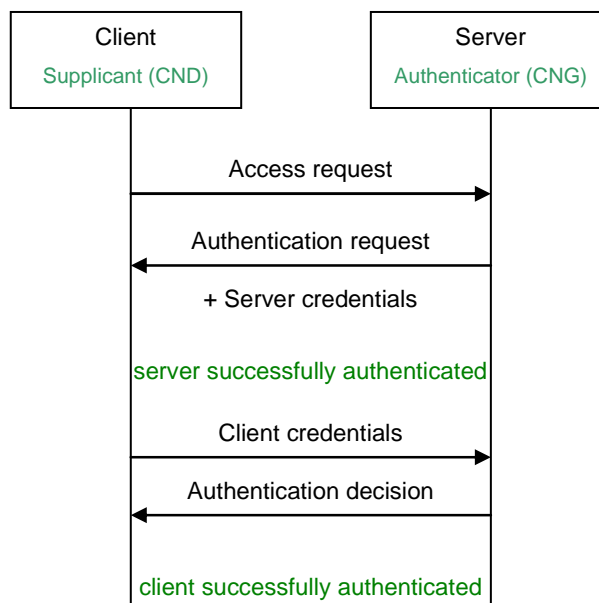 Client
Supplicant (CND)
Server
Authenticator (CNG)
Access request
Authentication request
+ Server credentials
server successfully authenticated
Client credentials
Authentication decision
client successfully authenticated